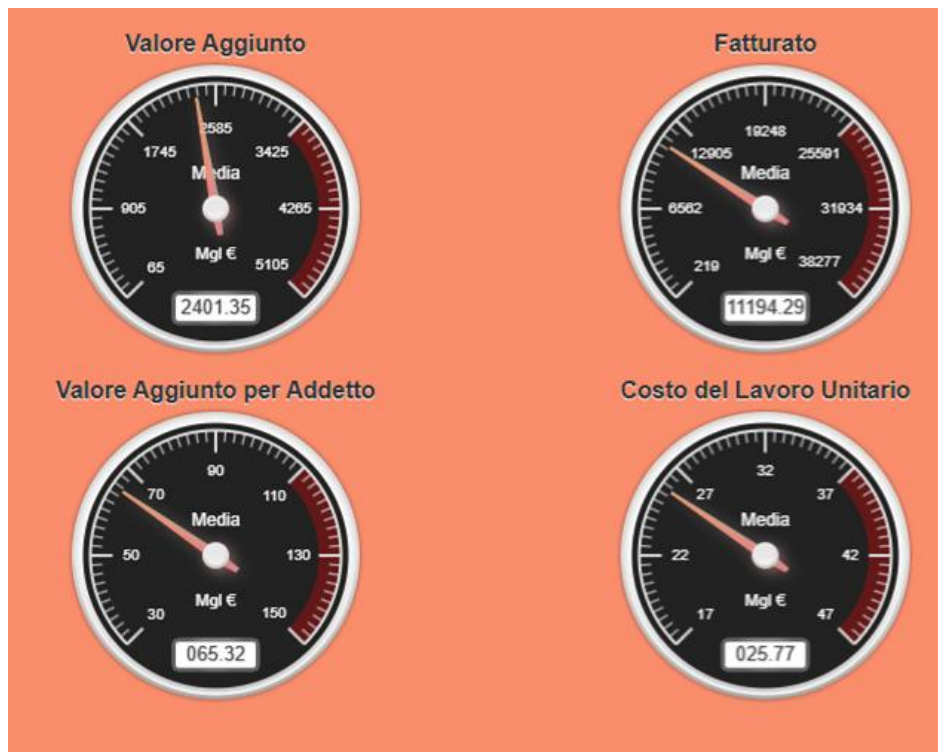 Valore Aggiunto
2585
1745
3425
Media
905
4265
Mgl €
65
5105
2401.35
Fatturato
19248
12905
25591
Media
6562
31934
Mgl €
219
38277
11194.29
Valore Aggiunto per Addetto
90
70
110
Media
50
130
Mgl €
30
150
065.32
Costo del Lavoro Unitario
32
27
37
Media
22
42
Mgl €
17
47
025.77